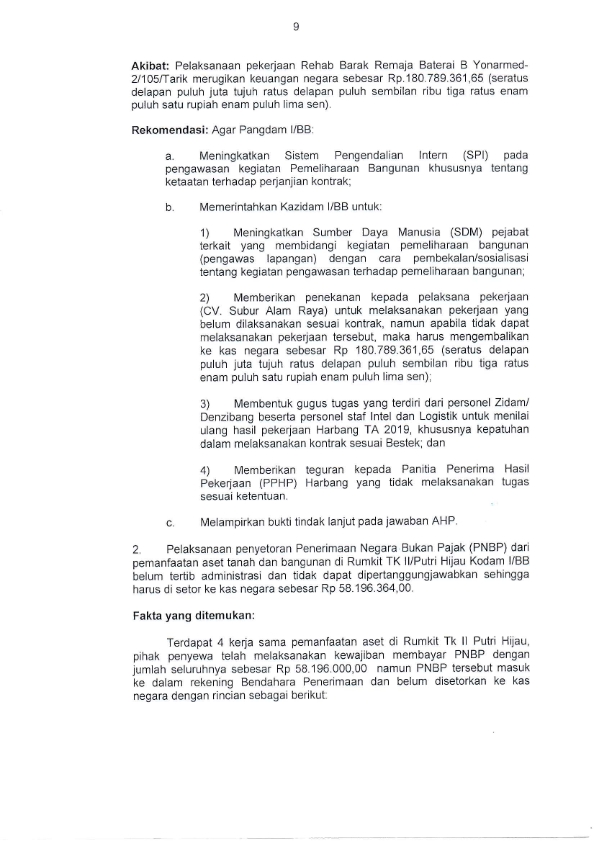 9
Akibat: Pelaksanaan pekerjaan Rehab Barak Remaja Baterai B Yonarmed-
2/105/Tarik merugikan keuangan negara sebesar Rp.180.789.361,65 (seratus
delapan puluh juta tujuh ratus delapan puluh sembilan ribu tiga ratus enam
puluh satu rupiah enam puluh lima sen).
Rekomendasi: Agar Pangdam I/BB:
a. Meningkatkan Sistem Pengendalian Intern (SPI) pada
pengawasan kegiatan Pemeliharaan Bangunan khususnya tentang
ketaatan terhadap perjanjian kontrak;
b. Memerintahkan Kazidam I/BB untuk:
1) Meningkatkan Sumber Daya Manusia (SDM) pejabat
terkait yang membidangi kegiatan pemeliharaan bangunan
(pengawas lapangan) dengan cara pembekalan/sosialisasi
tentang kegiatan pengawasan terhadap pemeliharaan bangunan;
2) Memberikan penekanan kepada pelaksana pekerjaan
(CV. Subur Alam Raya) untuk melaksanakan pekerjaan yang
belum dilaksanakan sesuai kontrak, namun apabila tidak dapat
melaksanakan pekerjaan tersebut, maka harus mengembalikan
ke kas negara sebesar Rp 180.789.361,65 (seratus delapan
puluh juta tujuh ratus delapan puluh sembilan ribu tiga ratus
enam puluh satu rupiah enam puluh lima sen);
3) Membentuk gugus tugas yang terdiri dari personel Zidam/
Denzibang beserta personel staf Intel dan Logistik untuk menilai
ulang hasil pekerjaan Harbang TA 2019, khususnya kepatuhan
dalam melaksanakan kontrak sesuai Bestek; dan
4) Memberikan teguran kepada Panitia Penerima Hasil
Pekerjaan (PPHP) Harbang yang tidak melaksanakan tugas
sesuai ketentuan.
c. Melampirkan bukti tindak lanjut pada jawaban AHP.
2. Pelaksanaan penyetoran Penerimaan Negara Bukan Pajak (PNBP) dari
pemanfaatan aset tanah dan bangunan di Rumkit TK II/Putri Hijau Kodam I/BB
belum tertib administrasi dan tidak dapat dipertanggungjawabkan sehingga
harus di setor ke kas negara sebesar Rp 58.196.364,00.
Fakta yang ditemukan:
Terdapat 4 kerja sama pemanfaatan aset di Rumkit Tk II Putri Hijau,
pihak penyewa telah melaksanakan kewajiban membayar PNBP dengan
jumlah seluruhnya sebesar Rp 58.196.000,00 namun PNBP tersebut masuk
ke dalam rekening Bendahara Penerimaan dan belum disetorkan ke kas
negara dengan rincian sebagai berikut: